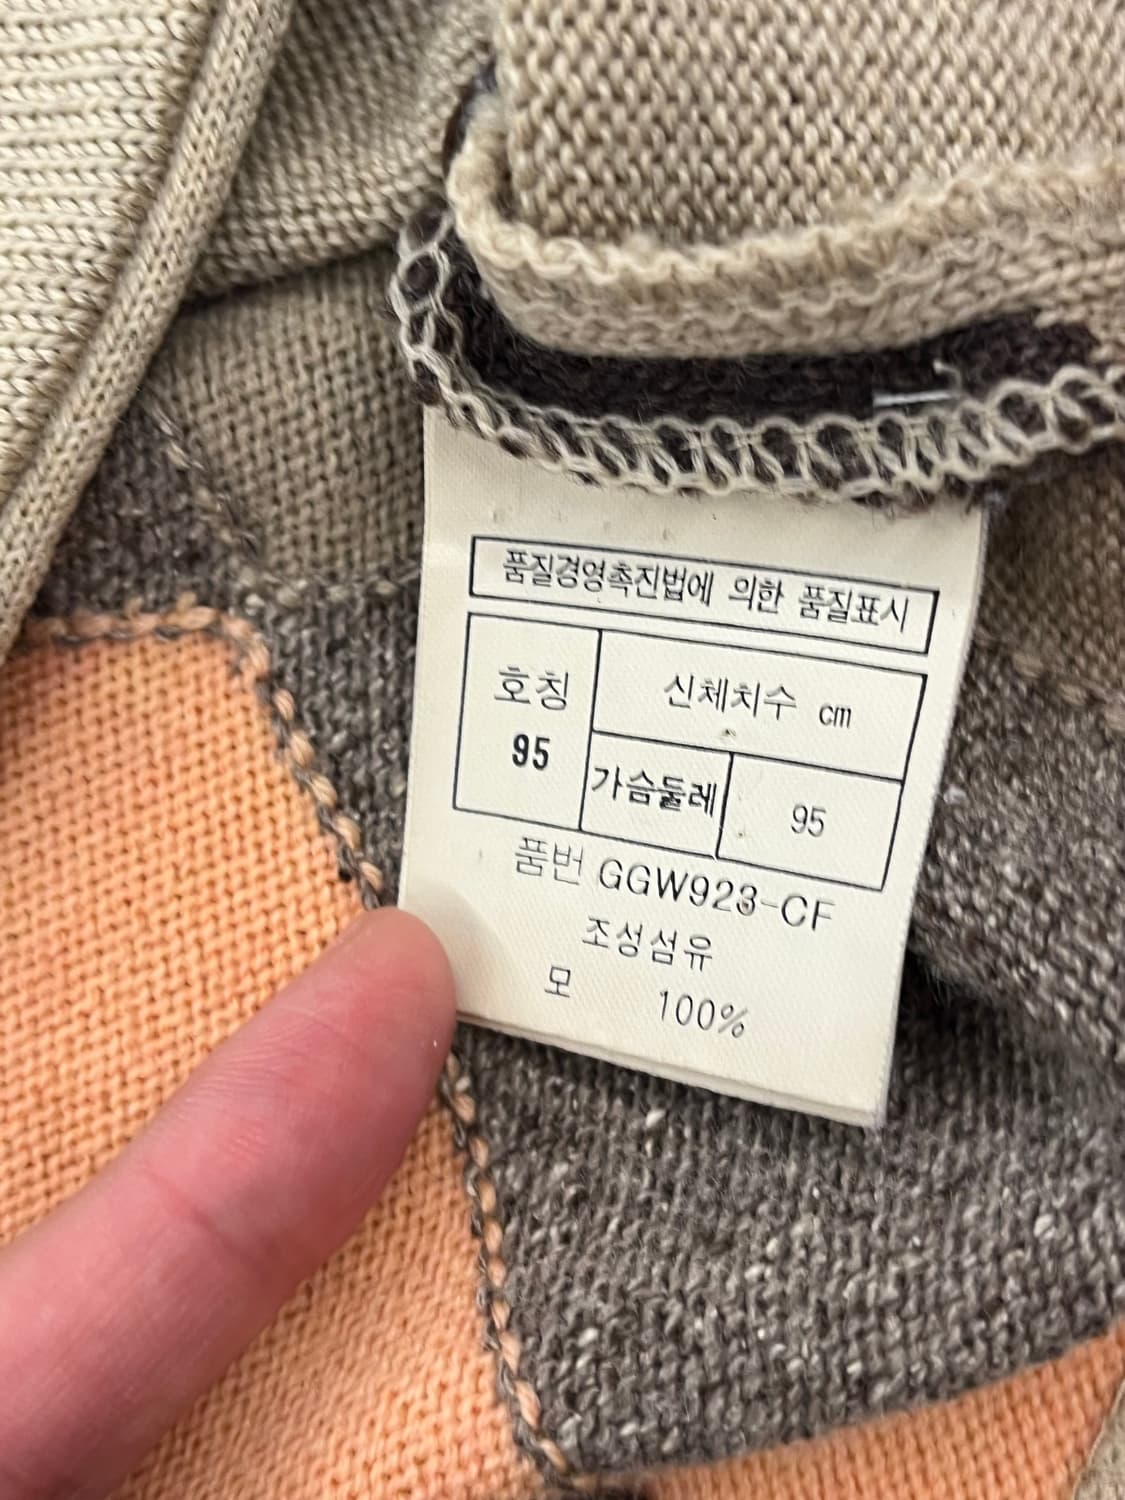 품질경영촉진법에 의한 품질표시
호칭 신체치수 cm
95 가슴둘레 95
품번 GGW923-CF
조성섬유
모 100%